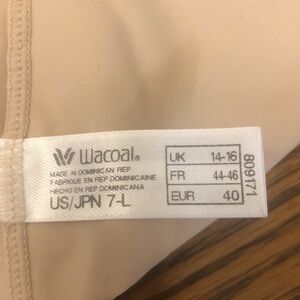 Wacoal®
MADE IN DOMINICAN REP
FABRIQUE EN REP.DOMINICAINE
HECHO EN REP.DOMINICANA
US/JPN 7-L
UK 14-16
FR 44-46
EUR 40
809171